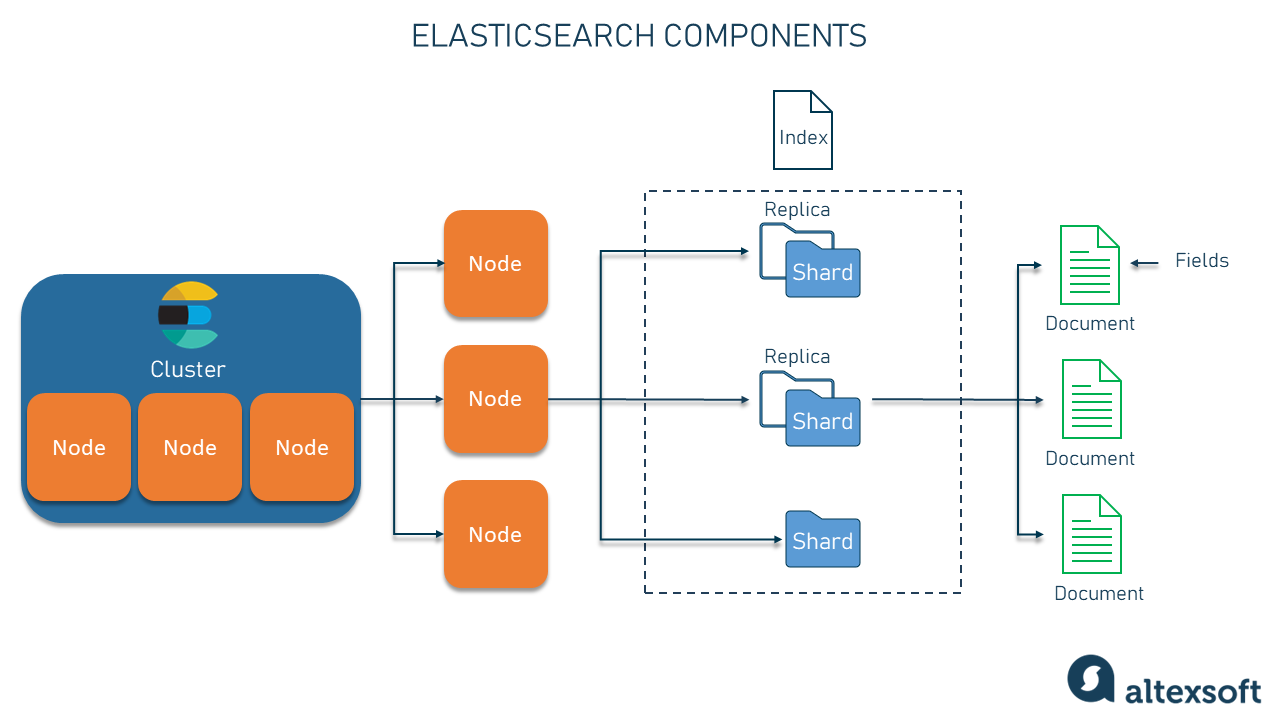 ELASTICSEARCH COMPONENTS
Index
Replica
Shard
Node
Fields
Document
Cluster
Node
Node
Node
Node
Replica
Shard
Document
Node
Shard
Document
altexsoft